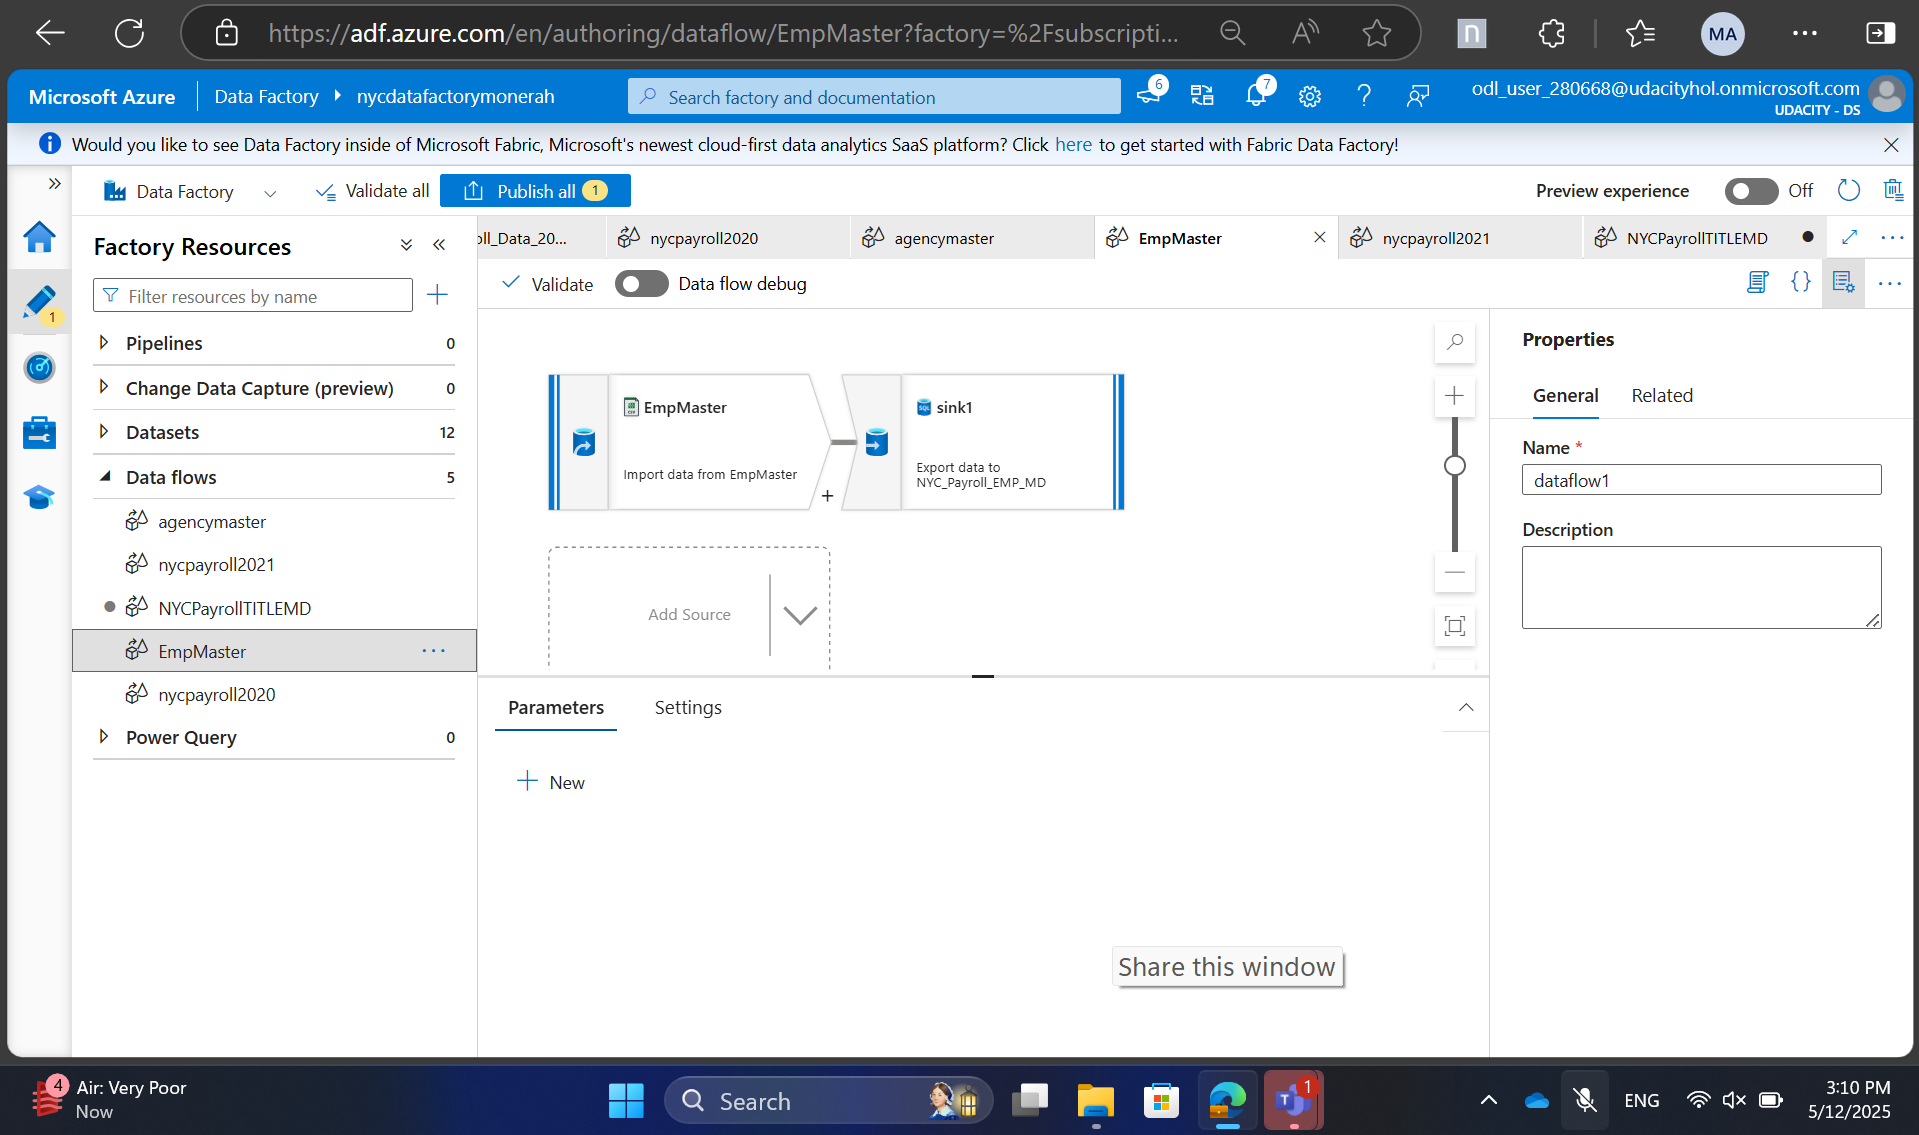 https://adf.azure.com/en/authoring/dataflow/EmpMaster?factory=%2Fsubscripti...
n
MA
Microsoft Azure
Data Factory
nycdatafactorymonerah
Search factory and documentation
6
7
odl_user_280668@udacityhol.onmicrosoft.com
UDACITY - DS
Would you like to see Data Factory inside of Microsoft Fabric, Microsoft's newest cloud-first data analytics SaaS platform? Click here to get started with Fabric Data Factory!
Data Factory
Validate all
Publish all 1
Preview experience
Off
Factory Resources
oll_Data_20...
nycpayroll2020
agencymaster
EmpMaster
nycpayroll2021
NYCPayrollTITLEMD
Validate
Data flow debug
Filter resources by name
1
Pipelines 0
Change Data Capture (preview) 0
Datasets 12
Data flows 5
agencymaster
nycpayroll2021
NYCPayrollTITLEMD
EmpMaster
nycpayroll2020
Power Query 0
EmpMaster
Import data from EmpMaster
+
SQL
sink1
Export data to
NYC_Payroll_EMP_MD
Add Source
Parameters
Settings
New
Properties
General
Related
Name *
dataflow1
Description
Share this window
4
Air: Very Poor
Now
Search
1
ENG
3:10 PM
5/12/2025